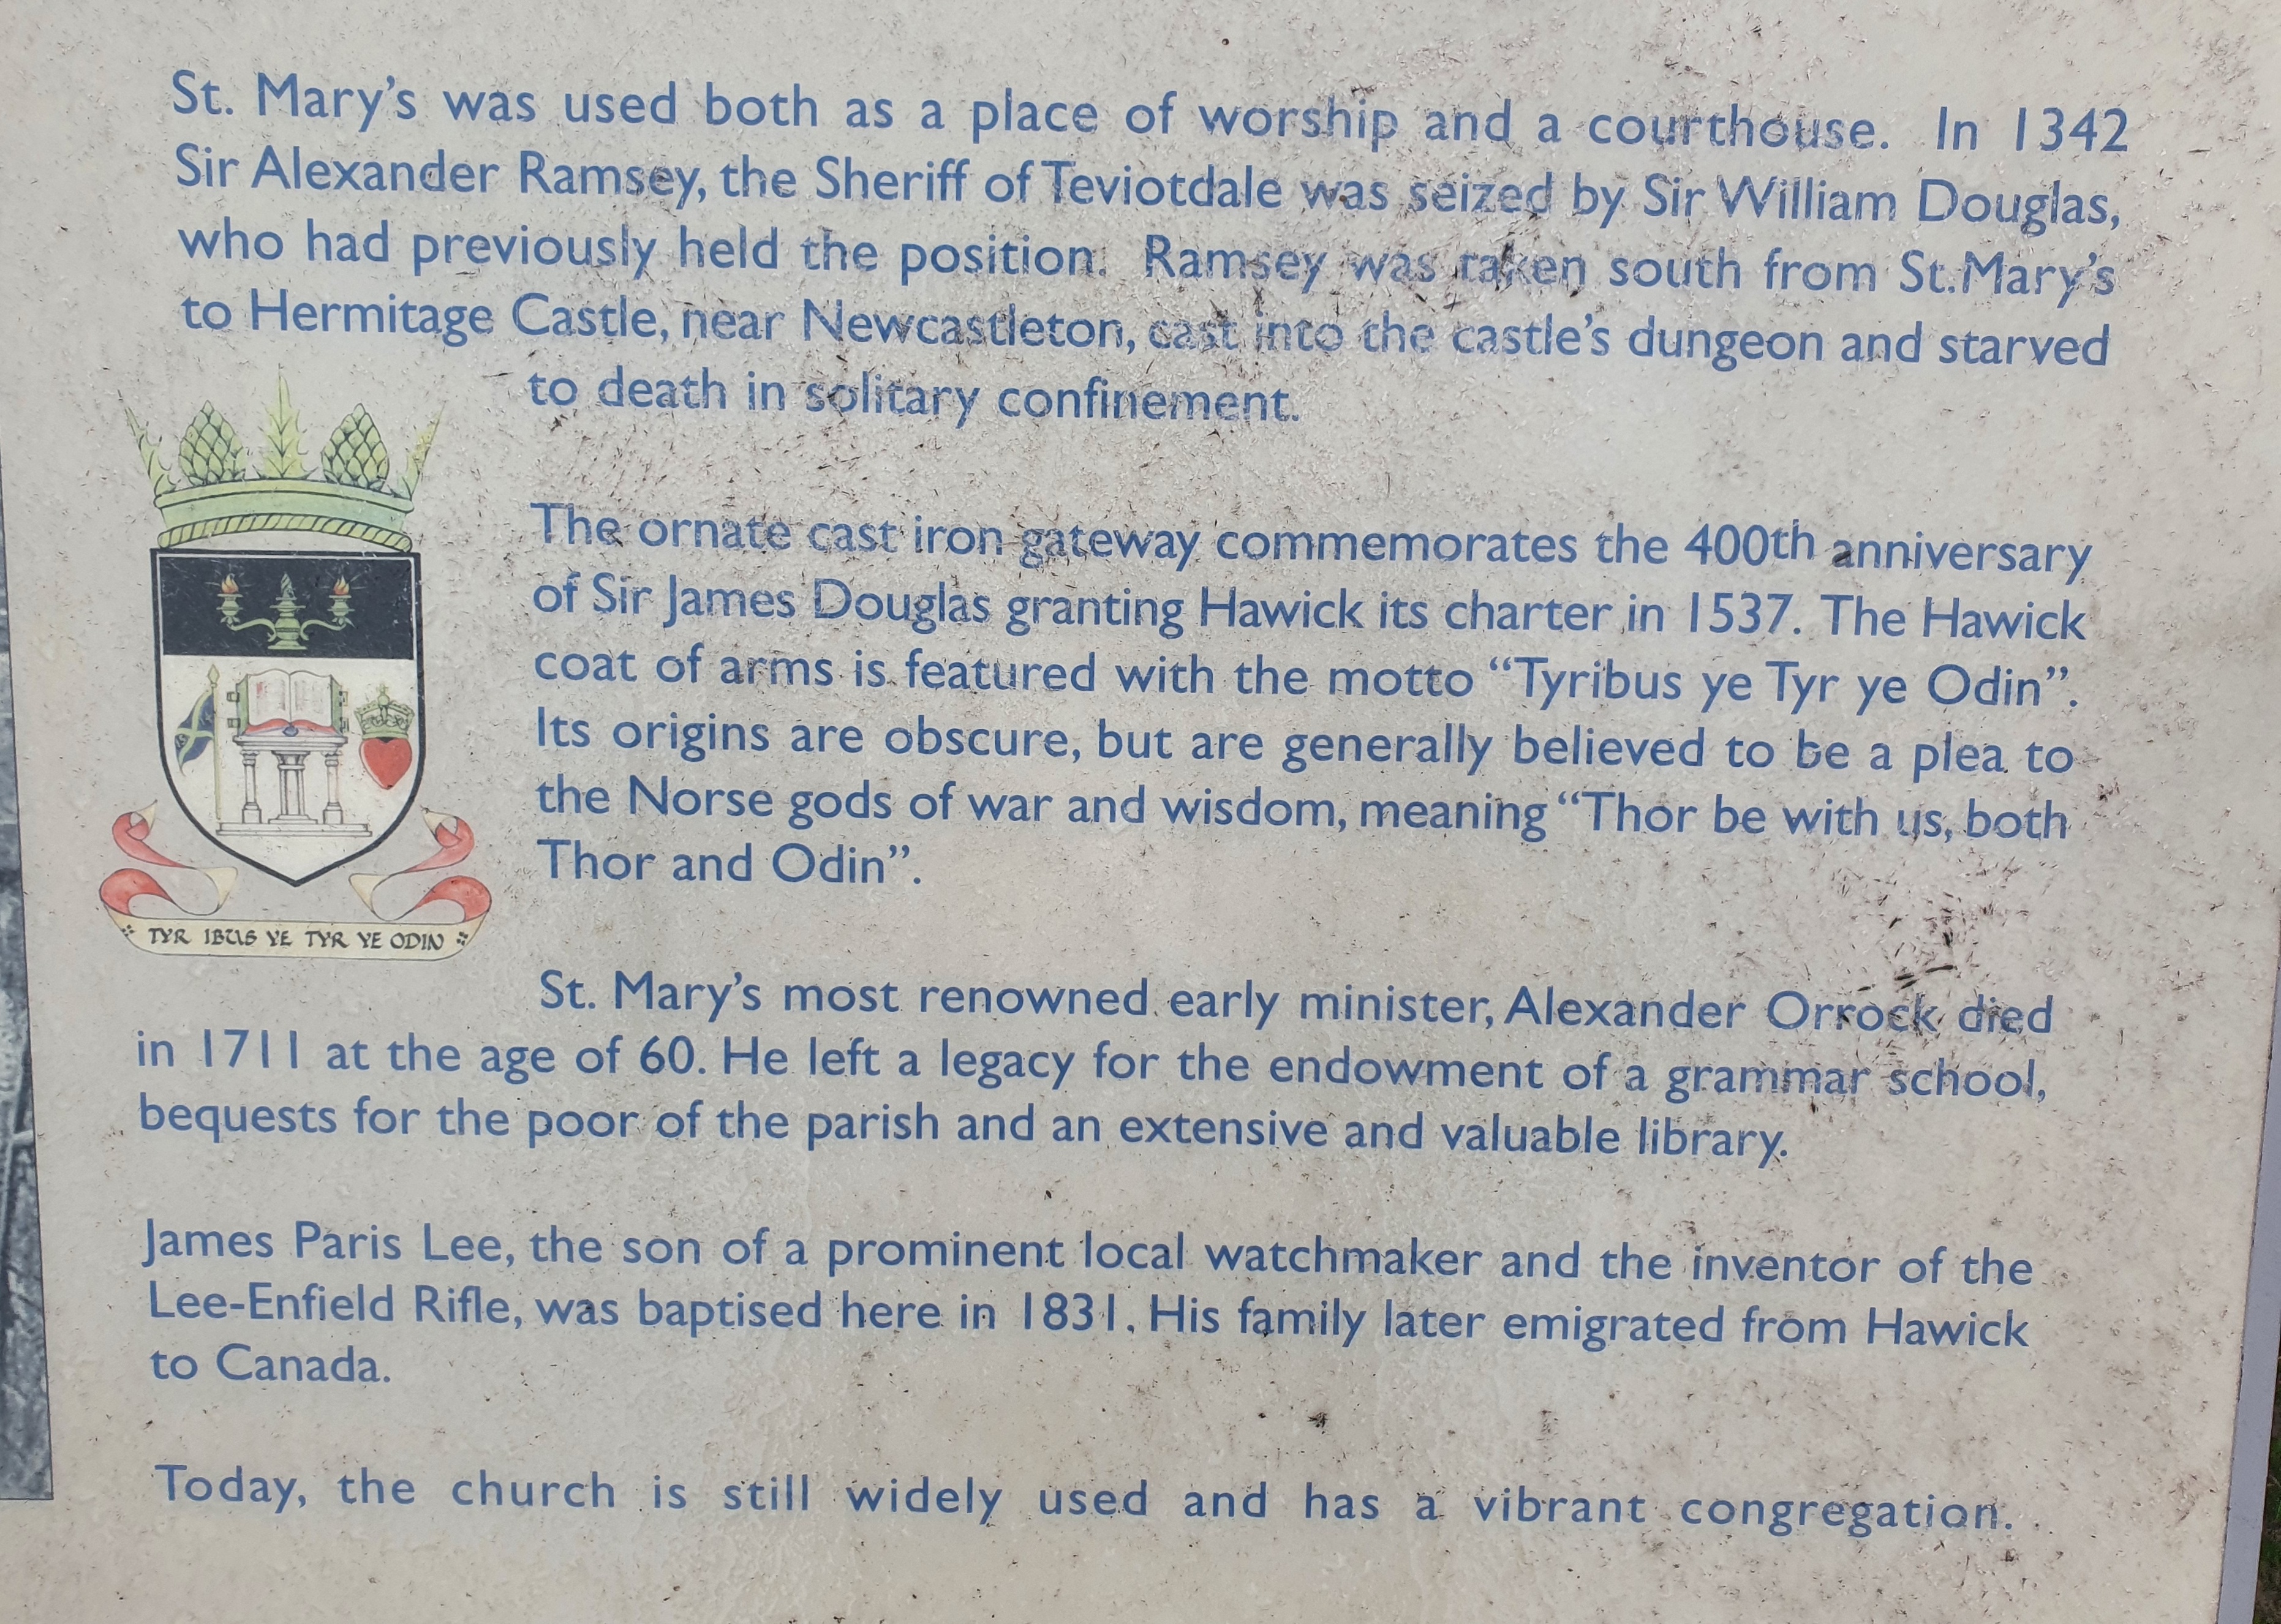 St. Mary's was used both as a place of worship and a courthouse. In 1342
Sir Alexander Ramsey, the Sheriff of Teviotdale was seized by Sir William Douglas,
who had previously held the position. Ramsey was taken south from St.Mary's
to Hermitage Castle, near Newcastleton, cast into the castle's dungeon and starved
to death in solitary confinement.
The ornate cast iron gateway commemorates the 400th anniversary
of Sir James Douglas granting Hawick its charter in 1537. The Hawick
coat of arms is featured with the motto “Tyribus ye Tyr ye Odin”.
Its origins are obscure, but are generally believed to be a plea to
the Norse gods of war and wisdom, meaning “Thor be with us, both
Thor and Odin”.
TYR IBUS YE TYR YE ODIN
St. Mary's most renowned early minister, Alexander Orrock died
in 1711 at the age of 60. He left a legacy for the endowment of a grammar school,
bequests for the poor of the parish and an extensive and valuable library.
James Paris Lee, the son of a prominent local watchmaker and the inventor of the
Lee-Enfield Rifle, was baptised here in 1831. His family later emigrated from Hawick
to Canada.
Today, the church is still widely used and has a vibrant congregation.